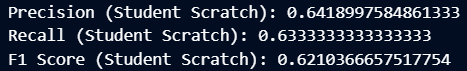 Precision (Student Scratch): 0.6418997584861333
Recall (Student Scratch): 0.6333333333333333
F1 Score (Student Scratch): 0.6210366657517754